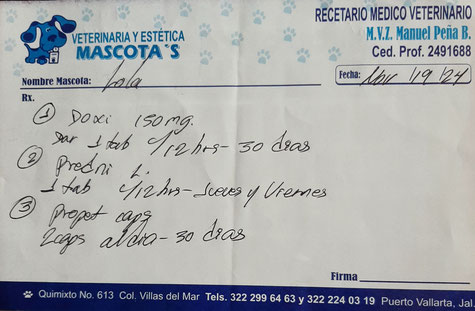 VETERINARIA Y ESTÉTICA
MASCOTA´S
RECETARIO MEDICO VETERINARIO
M.V.Z. Manuel Peña B.
Ced. Prof. 2491688
Nombre Mascota: Lola
Fecha: Nov /19 /24
Rx.
① Doxi 150mg.
Dar 1 tab c/12 hrs - 30 dias
② Predni L.
1 tab c/12 hrs - Jueves y Viernes
③ Propet caps
2 caps al dia - 30 dias
Firma
Quimixto No. 613 Col. Villas del Mar Tels. 322 299 64 63 y 322 224 03 19 Puerto Vallarta, Jal.